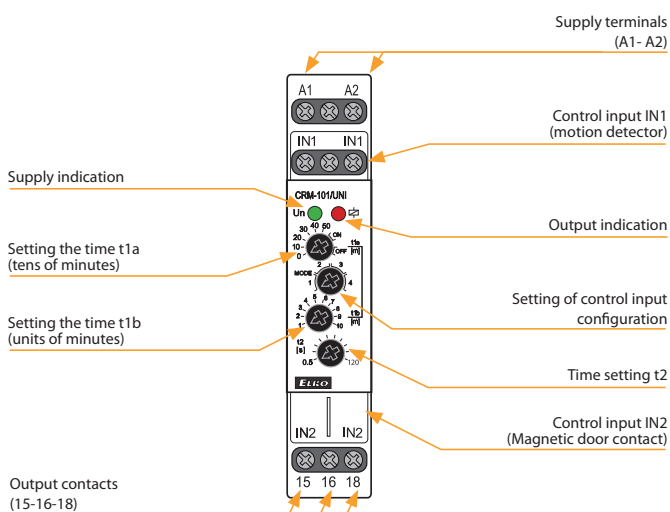 Supply terminals
(A1- A2)
A1 A2
Control input IN1
(motion detector)
IN1 IN1
Supply indication
CRM-101/UNI
Un
Output indication
Setting the time t1a
(tens of minutes)
0 10 20 30 40 50 ON OFF
t1a
[m]
MODE
1 2 3 4
Setting of control input
configuration
Setting the time t1b
(units of minutes)
1 2 3 4 5 6 7 8 9 10
t1b
[m]
t2
[s]
0.5 120
Time setting t2
ELKO
Control input IN2
(Magnetic door contact)
IN2 IN2
15 16 18
Output contacts
(15-16-18)